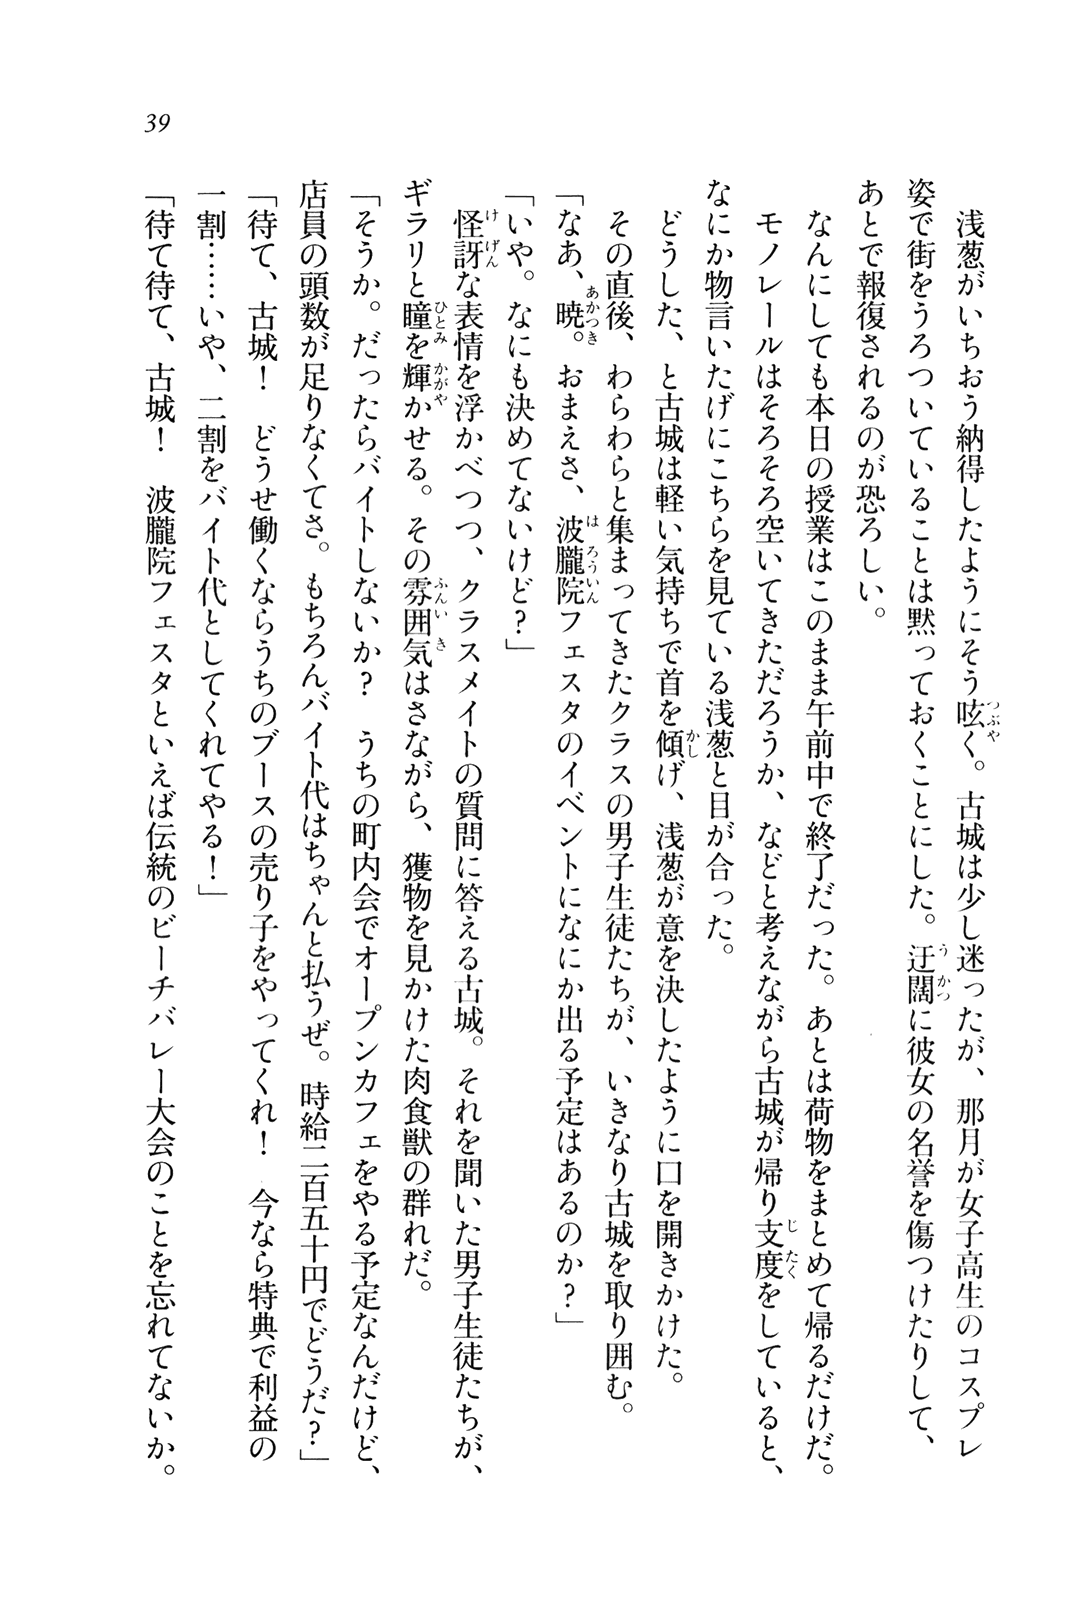 39
浅葱がいちおう納得したようにそう呟く。古城は少し迷ったが、那月が女子高生のコスプレ
姿で街をうろついていることは黙っておくことにした。迂闊に彼女の名誉を傷つけたりして、
あとで報復されるのが恐ろしい。
なんにしても本日の授業はこのまま午前中で終了だった。あとは荷物をまとめて帰るだけだ。
モノレールはそろそろ空いてきただろうか、などと考えながら古城が帰り支度をしていると、
なにか物言いたげにこちらを見ている浅葱と目が合った。
どうした、と古城は軽い気持ちで首を傾げ、浅葱が意を決したように口を開きかけた。
その直後、わらわらと集まってきたクラスの男子生徒たちが、いきなり古城を取り囲む。
「なあ、暁。おまえさ、波朧院フェスタのイベントになにか出る予定はあるのか？」
「いや。なにも決めてないけど？」
怪訝な表情を浮かべつつ、クラスメイトの質問に答える古城。それを聞いた男子生徒たちが、
ギラリと瞳を輝かせる。その雰囲気はさながら、獲物を見かけた肉食獣の群れだ。
「そうか。だったらバイトしないか？　うちの町内会でオープンカフェをやる予定なんだけど、
店員の頭数が足りなくてさ。もちろんバイト代はちゃんと払うぜ。時給二百五十円でどうだ？」
「待て、古城！　どうせ働くならうちのブースの売り子をやってくれ！　今なら特典で利益の
一割……いや、二割をバイト代としてくれてやる！」
「待て待て、古城！　波朧院フェスタといえば伝統のビーチバレー大会のことを忘れてないか。